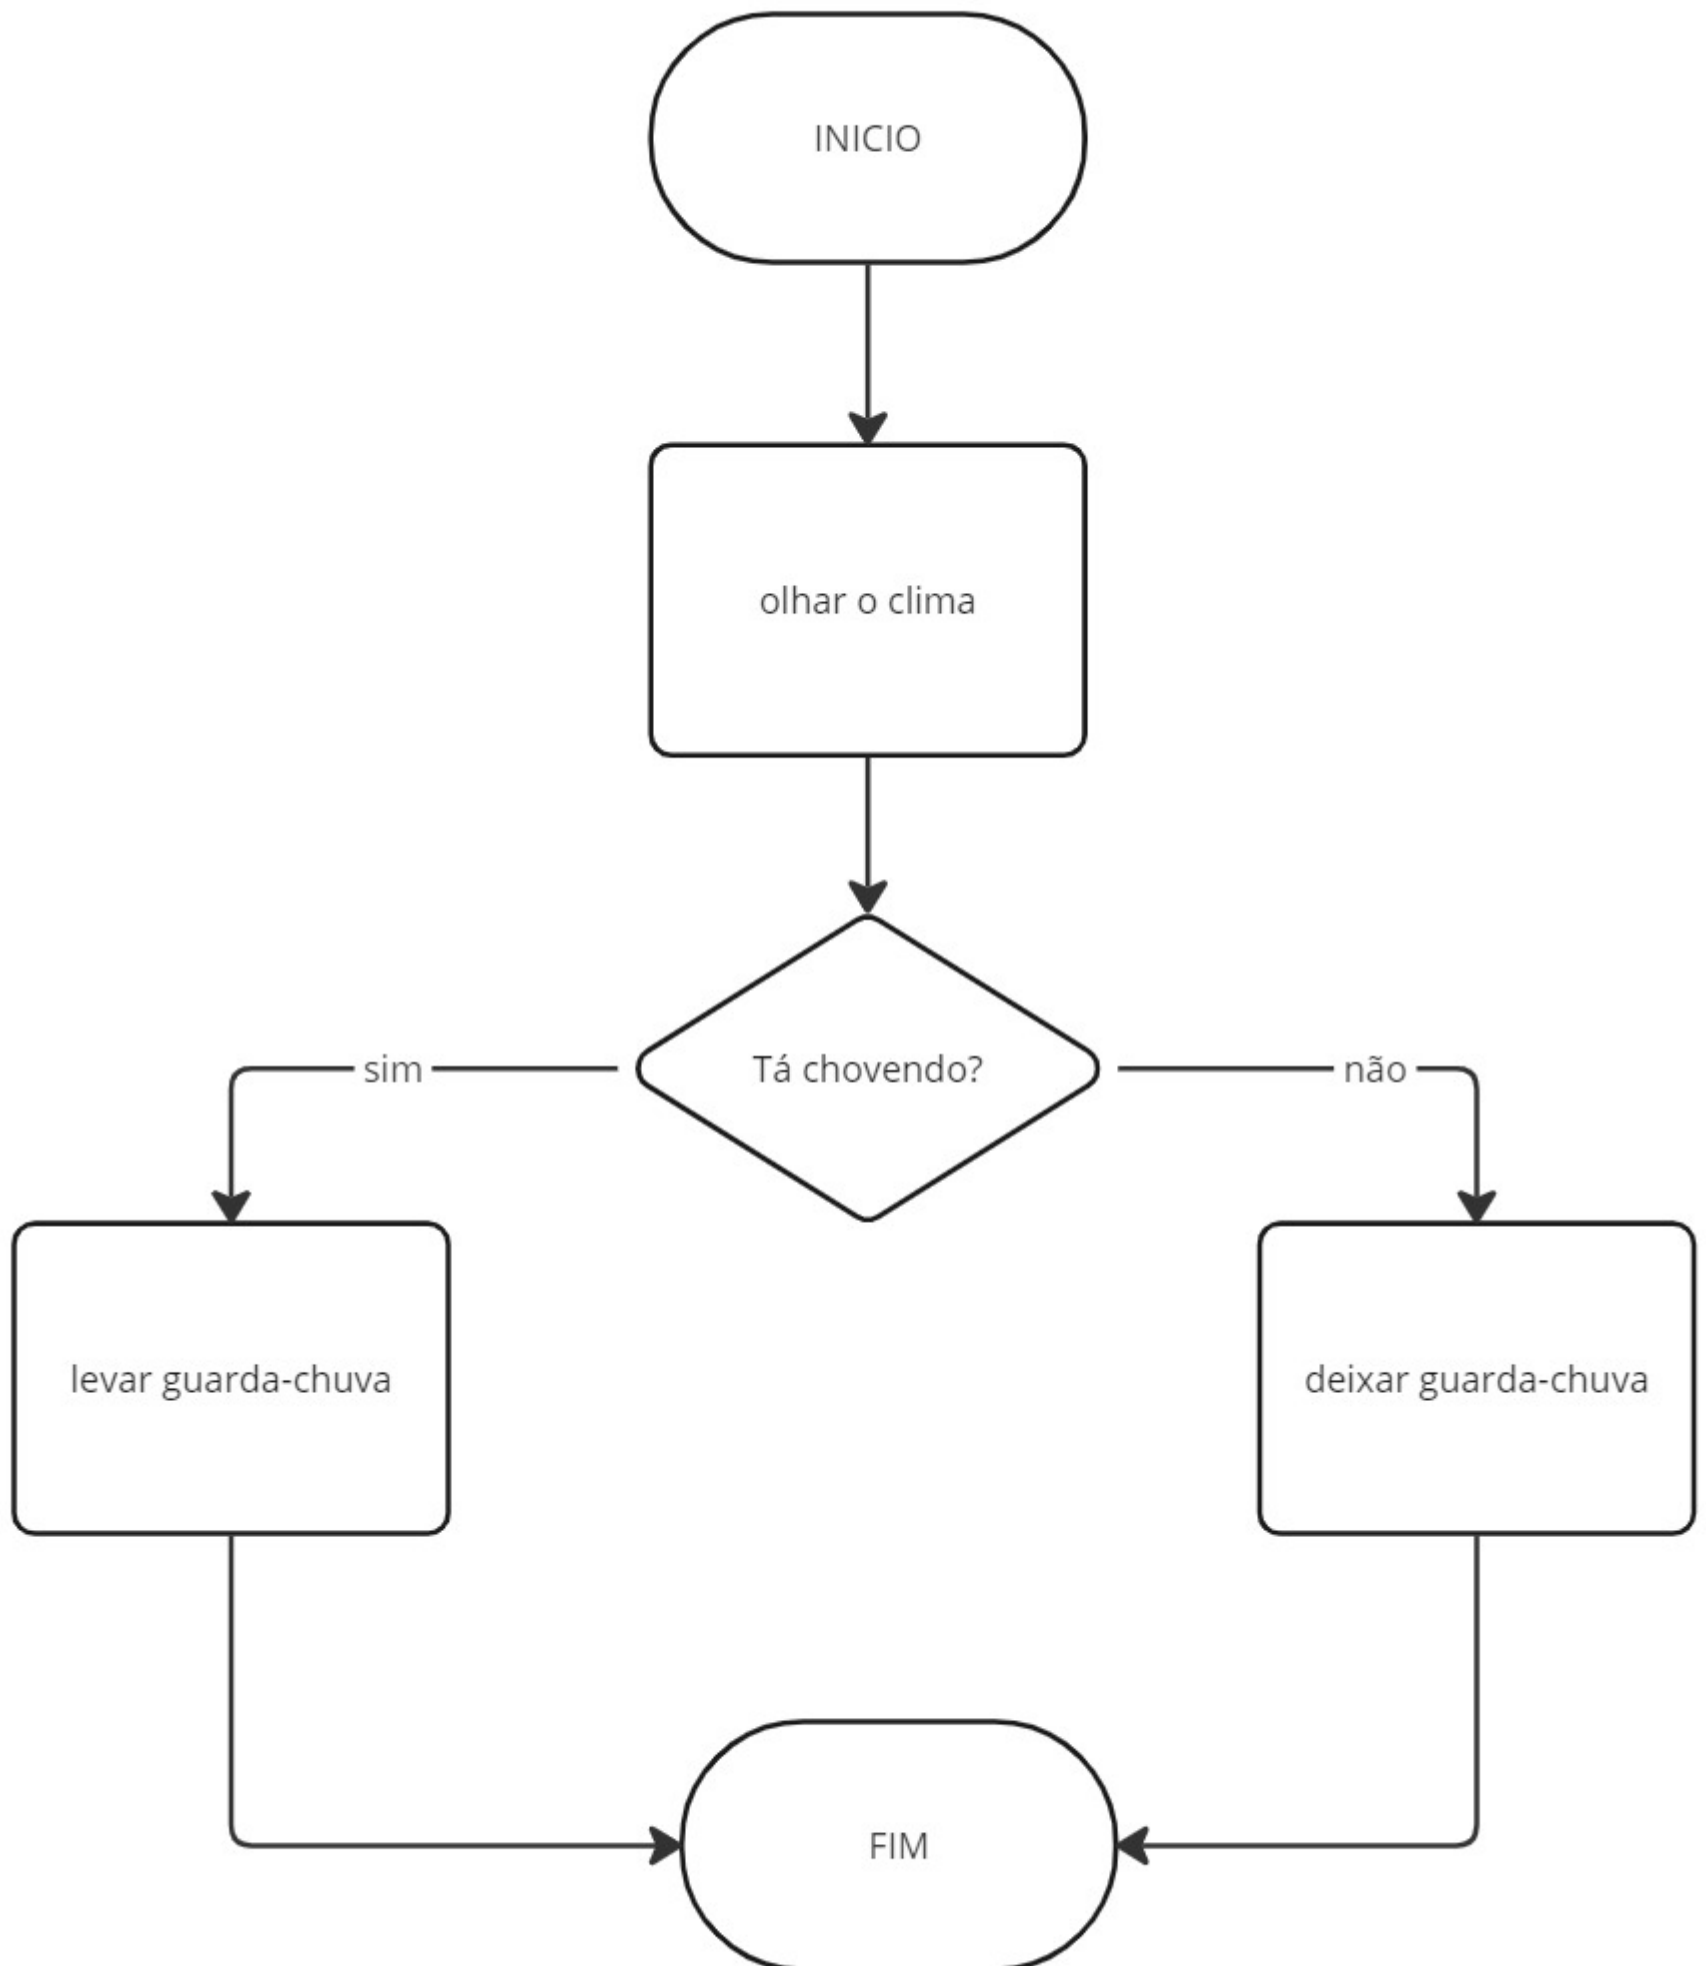 INICIO
olhar o clima
Tá chovendo?
sim
não
levar guarda-chuva
deixar guarda-chuva
FIM